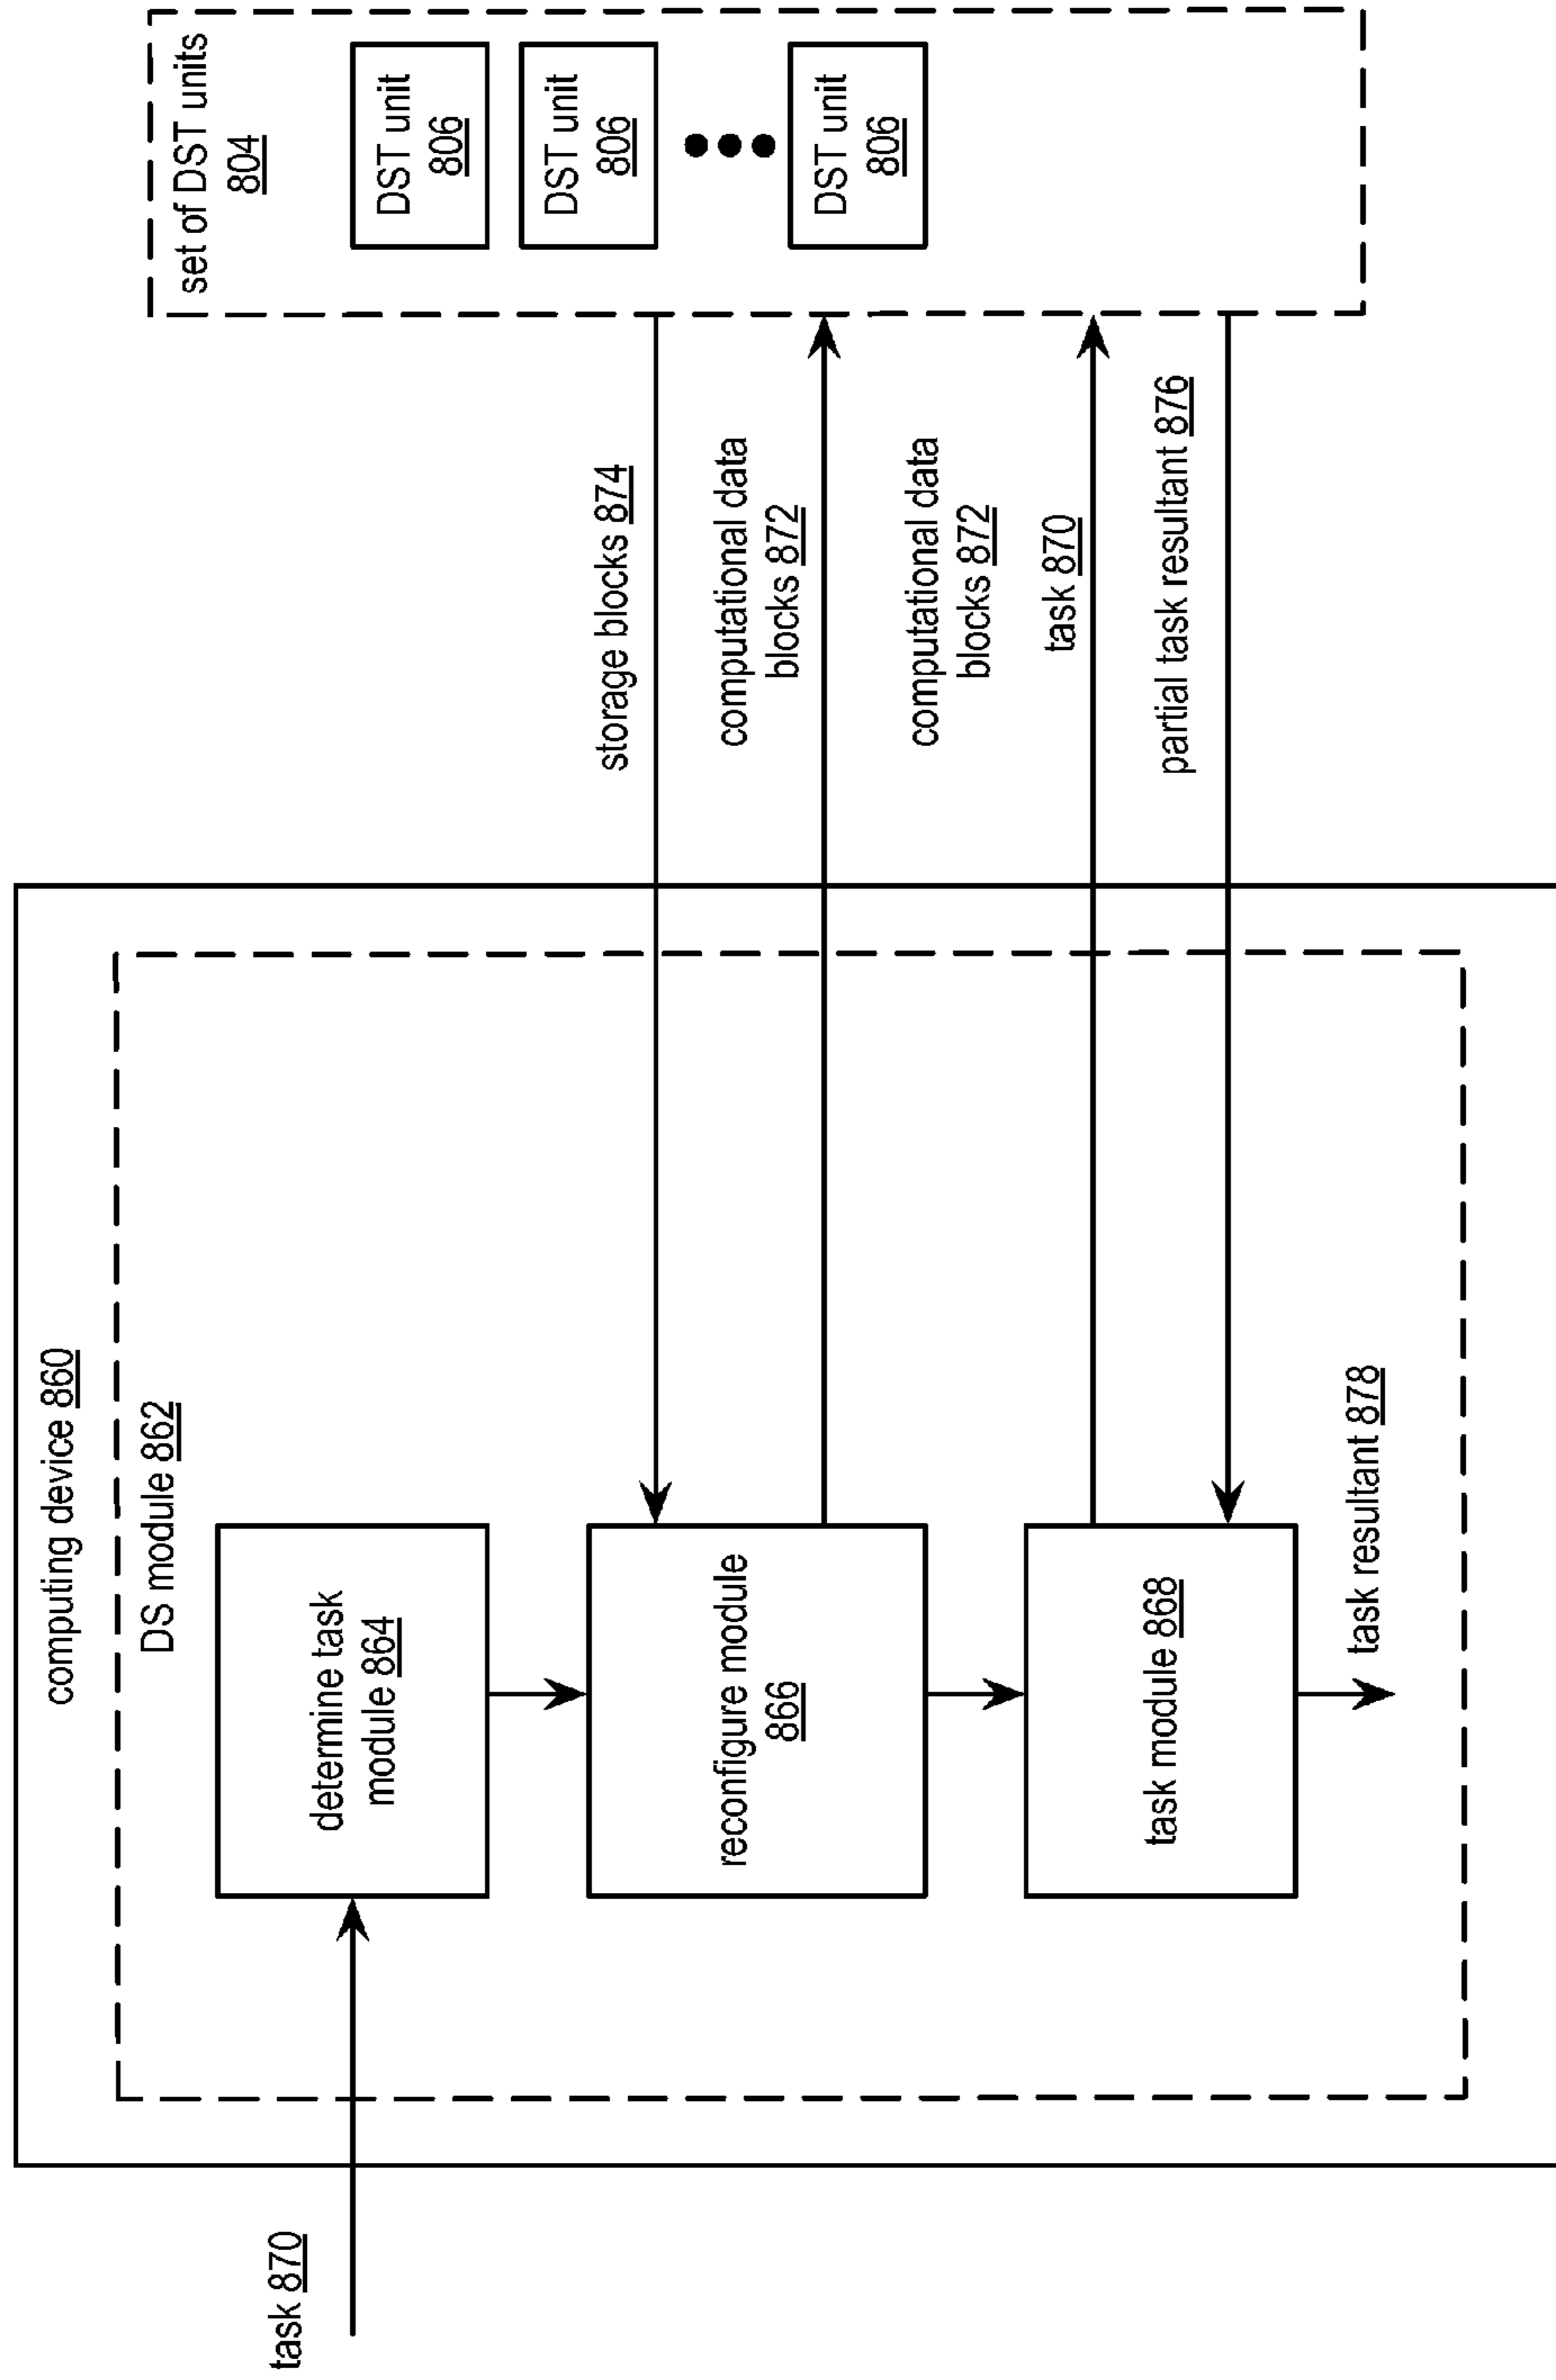 computing device 860
DS module 862
task 870
determine task
module 864
reconfigure module
866
task module 868
task resultant 878
storage blocks 874
computational data
blocks 872
computational data
blocks 872
task 870
partial task resultant 876
set of DST units
804
DST unit
806
DST unit
806
DST unit
806